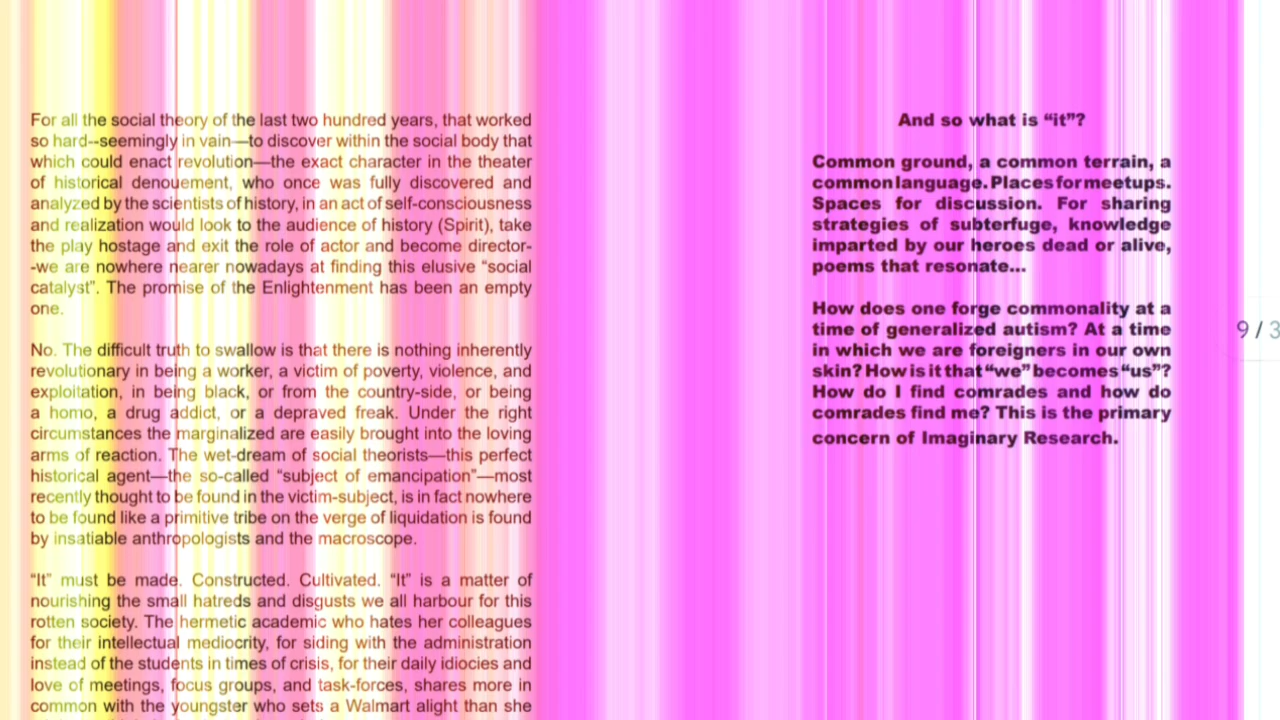 For all the social theory of the last two hundred years, that worked
so hard--seemingly in vain—to discover within the social body that
which could enact revolution—the exact character in the theater
of historical denouement, who once was fully discovered and
analyzed by the scientists of history, in an act of self-consciousness
and realization would look to the audience of history (Spirit), take
the play hostage and exit the role of actor and become director-
-we are nowhere nearer nowadays at finding this elusive “social
catalyst”. The promise of the Enlightenment has been an empty
one.
No. The difficult truth to swallow is that there is nothing inherently
revolutionary in being a worker, a victim of poverty, violence, and
exploitation, in being black, or from the country-side, or being
a homo, a drug addict, or a depraved freak. Under the right
circumstances the marginalized are easily brought into the loving
arms of reaction. The wet-dream of social theorists—this perfect
historical agent—the so-called “subject of emancipation”—most
recently thought to be found in the victim-subject, is in fact nowhere
to be found like a primitive tribe on the verge of liquidation is found
by insatiable anthropologists and the macroscope.
“It” must be made. Constructed. Cultivated. “It” is a matter of
nourishing the small hatreds and disgusts we all harbour for this
rotten society. The hermetic academic who hates her colleagues
for their intellectual mediocrity, for siding with the administration
instead of the students in times of crisis, for their daily idiocies and
love of meetings, focus groups, and task-forces, shares more in
common with the youngster who sets a Walmart alight than she
And so what is “it”?
Common ground, a common terrain, a
common language. Places for meetups.
Spaces for discussion. For sharing
strategies of subterfuge, knowledge
imparted by our heroes dead or alive,
poems that resonate...
How does one forge commonality at a
time of generalized autism? At a time
in which we are foreigners in our own
skin? How is it that “we” becomes “us”?
How do I find comrades and how do
comrades find me? This is the primary
concern of Imaginary Research.
9 / 3